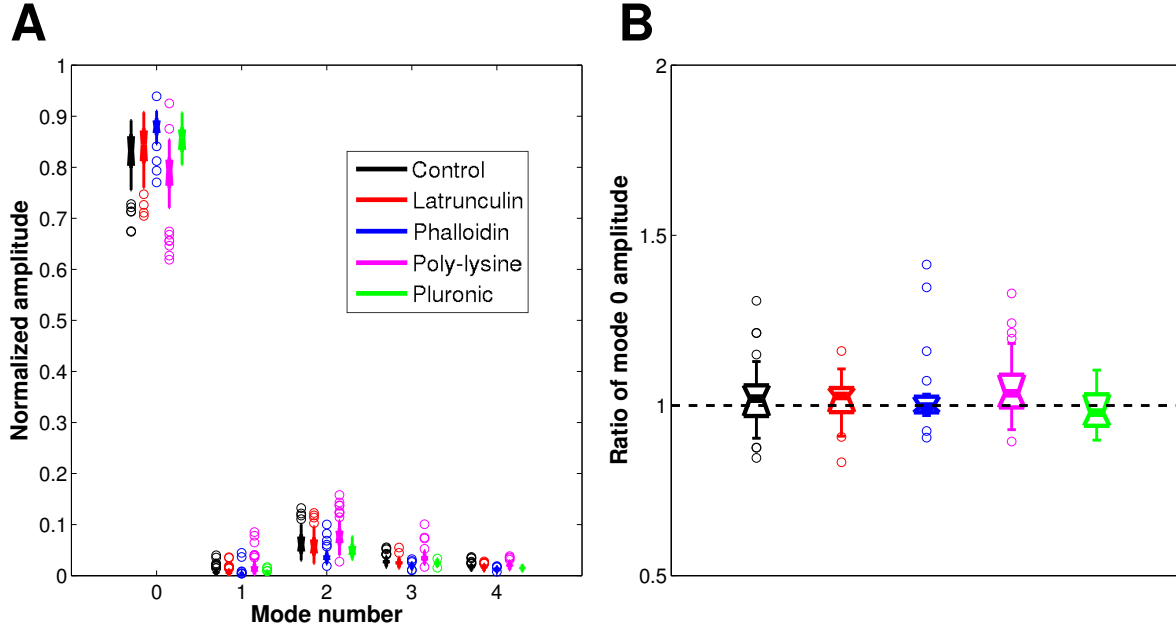 A
B
1
0.9
0.8
0.7
0.6
0.5
0.4
0.3
0.2
0.1
0
Normalized amplitude
Control
Latrunculin
Phalloidin
Poly-lysine
Pluronic
0 1 2 3 4
Mode number
2
1.5
1
0.5
Ratio of mode 0 amplitude